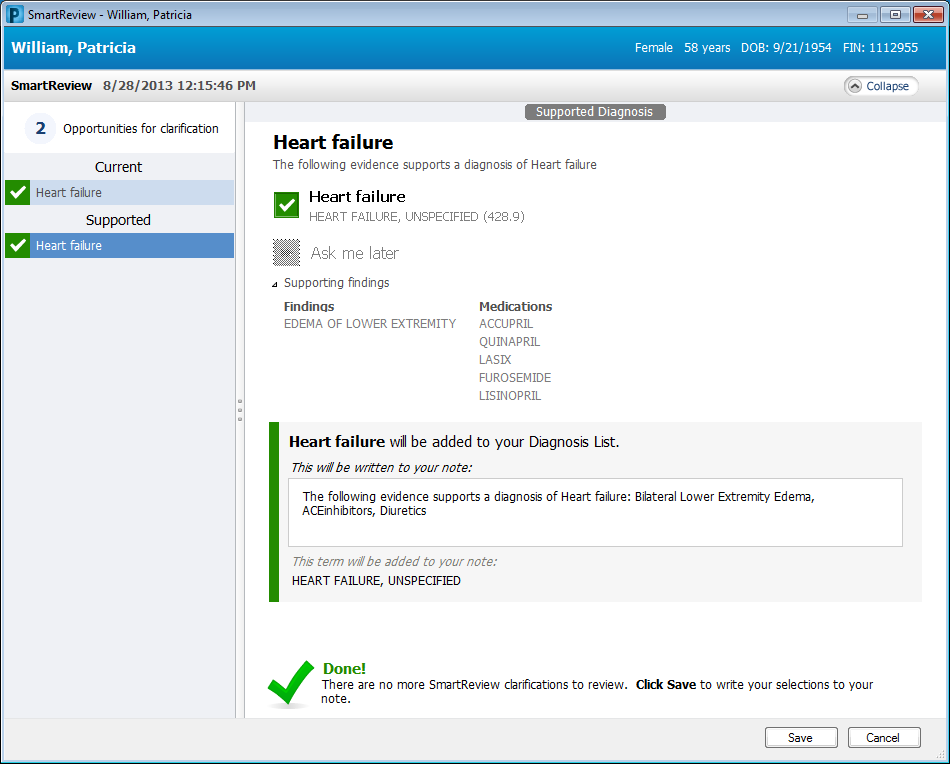 SmartReview - William, Patricia
William, Patricia
Female 58 years DOB: 9/21/1954 FIN: 1112955
SmartReview 8/28/2013 12:15:46 PM
Collapse
2 Opportunities for clarification
Current
Heart failure
Supported
Heart failure
Supported Diagnosis
Heart failure
The following evidence supports a diagnosis of Heart failure
Heart failure
HEART FAILURE, UNSPECIFIED (428.9)
Ask me later
Supporting findings
Findings
EDEMA OF LOWER EXTREMITY
Medications
ACCUPRIL
QUINAPRIL
LASIX
FUROSEMIDE
LISINOPRIL
Heart failure will be added to your Diagnosis List.
This will be written to your note:
The following evidence supports a diagnosis of Heart failure: Bilateral Lower Extremity Edema,
ACEinhibitors, Diuretics
This term will be added to your note:
HEART FAILURE, UNSPECIFIED
Done!
There are no more SmartReview clarifications to review. Click Save to write your selections to your
note.
Save
Cancel